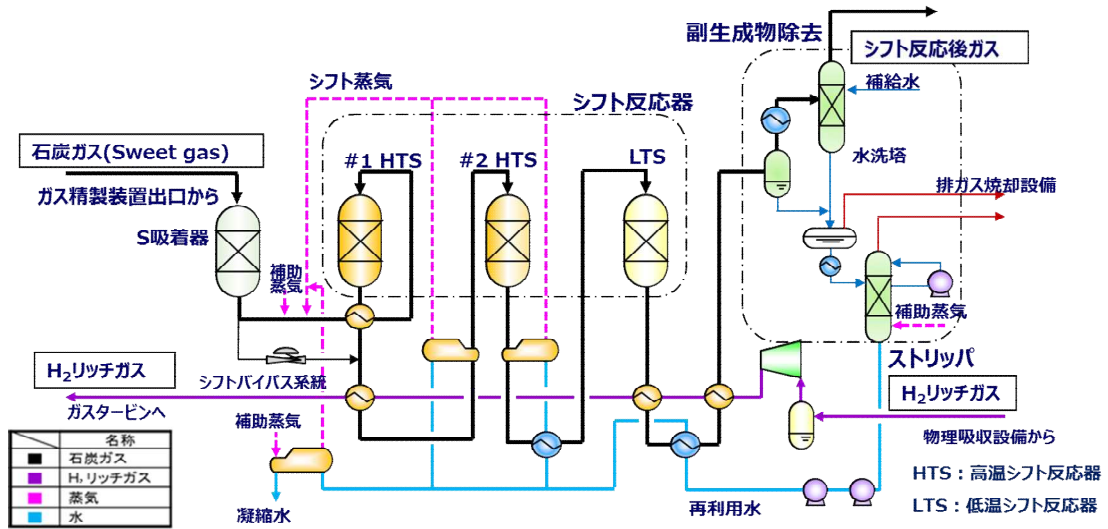 副生成物除去
シフト反応後ガス
シフト蒸気
補給水
シフト反応器
石炭ガス(Sweet gas)
#1 HTS
#2 HTS
LTS
水洗塔
ガス精製装置出口から
排ガス焼却設備
S吸着器
補助
蒸気
補助蒸気
ストリッパ
H2リッチガス
シフトバイパス系統
H2リッチガス
ガスタービンへ
補助蒸気
物理吸収設備から
名称
石炭ガス
H2リッチガス
蒸気
水
HTS:高温シフト反応器
凝縮水
再利用水
LTS:低温シフト反応器